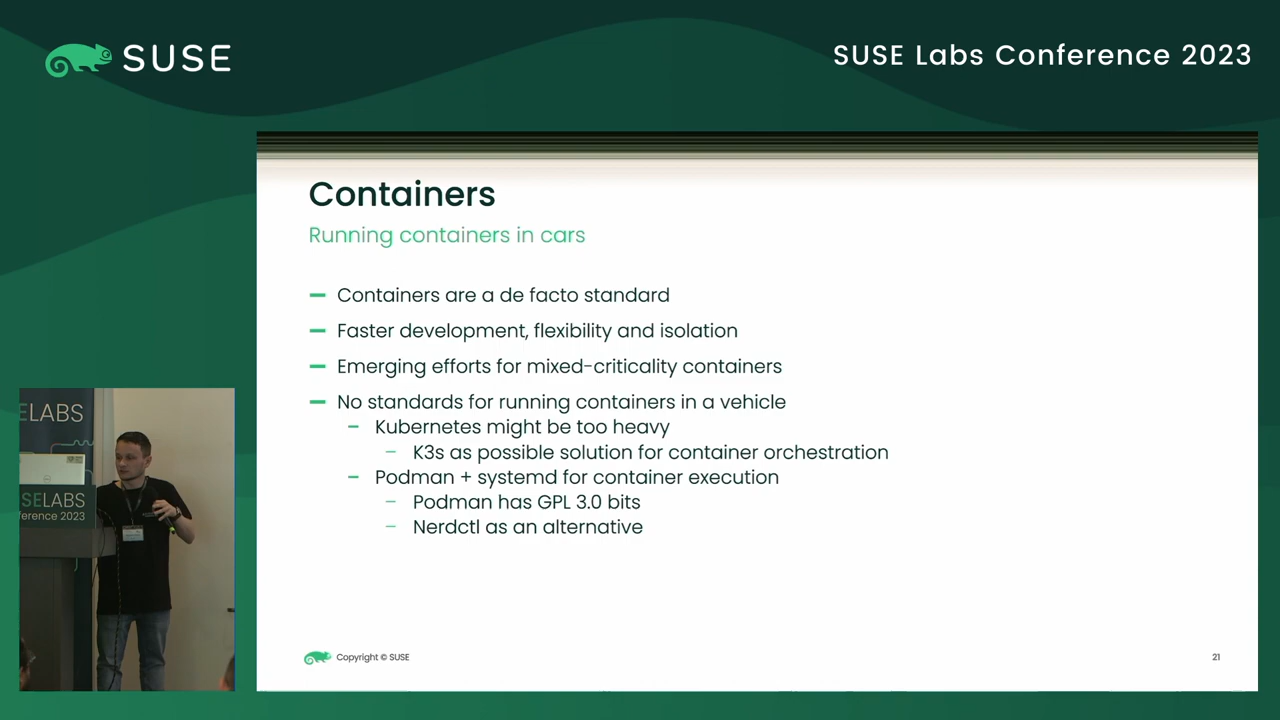 SUSE
SUSE Labs Conference 2023
Containers
Running containers in cars
Containers are a de facto standard
Faster development, flexibility and isolation
Emerging efforts for mixed-criticality containers
No standards for running containers in a vehicle
Kubernetes might be too heavy
K3s as possible solution for container orchestration
Podman + systemd for container execution
Podman has GPL 3.0 bits
Nerdctl as an alternative
Copyright © SUSE
21
ELABS
SELABS
ference 2023